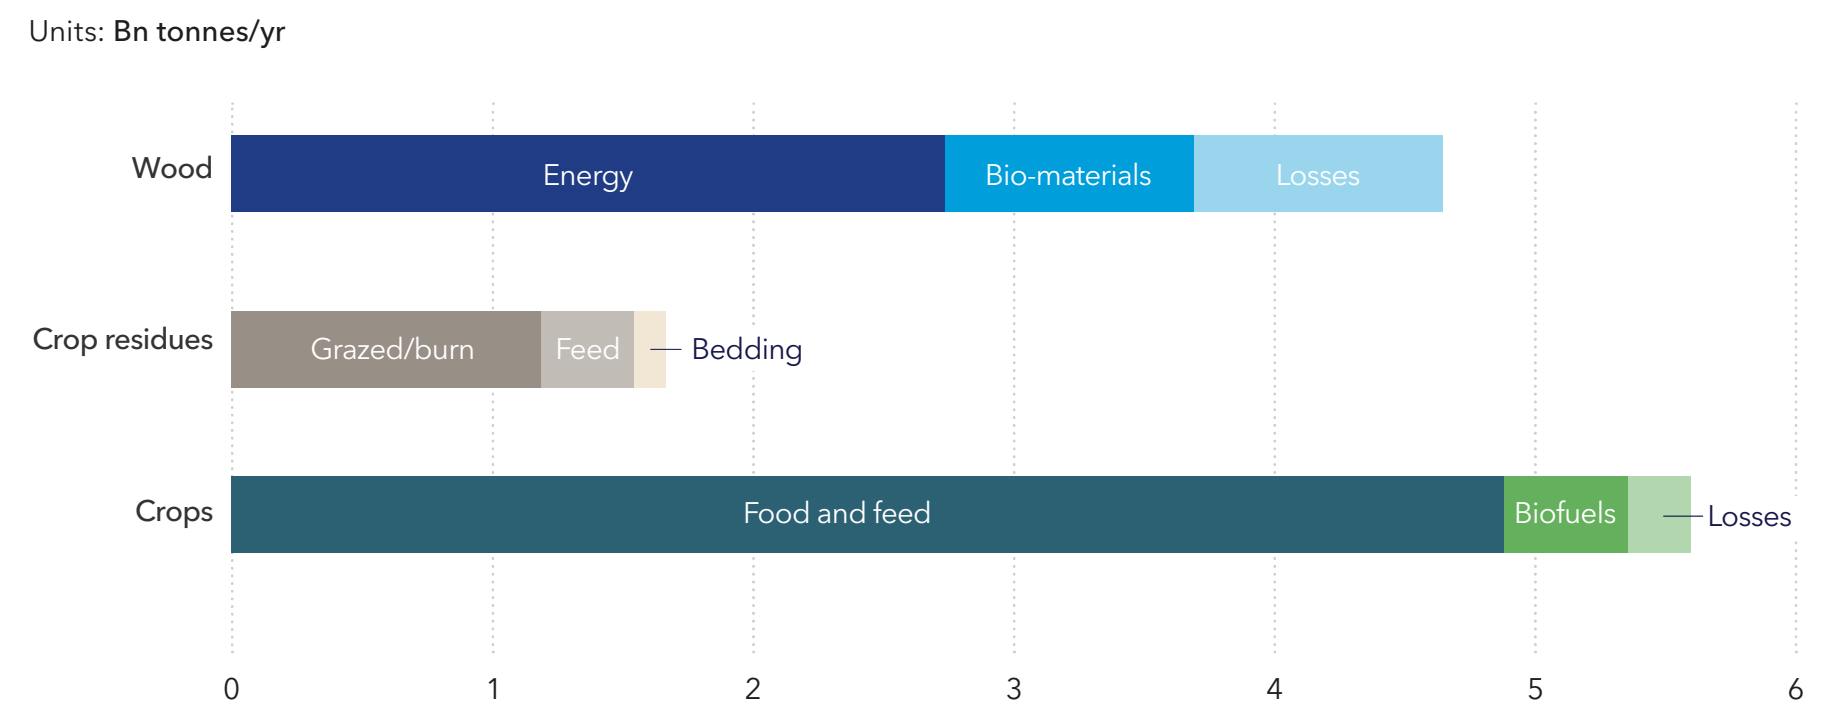 Units: Bn tonnes/yr
Wood
Energy
Bio-materials
Losses
Crop residues
Grazed/burn
Feed
Bedding
Crops
Food and feed
Biofuels
Losses
0 1 2 3 4 5 6